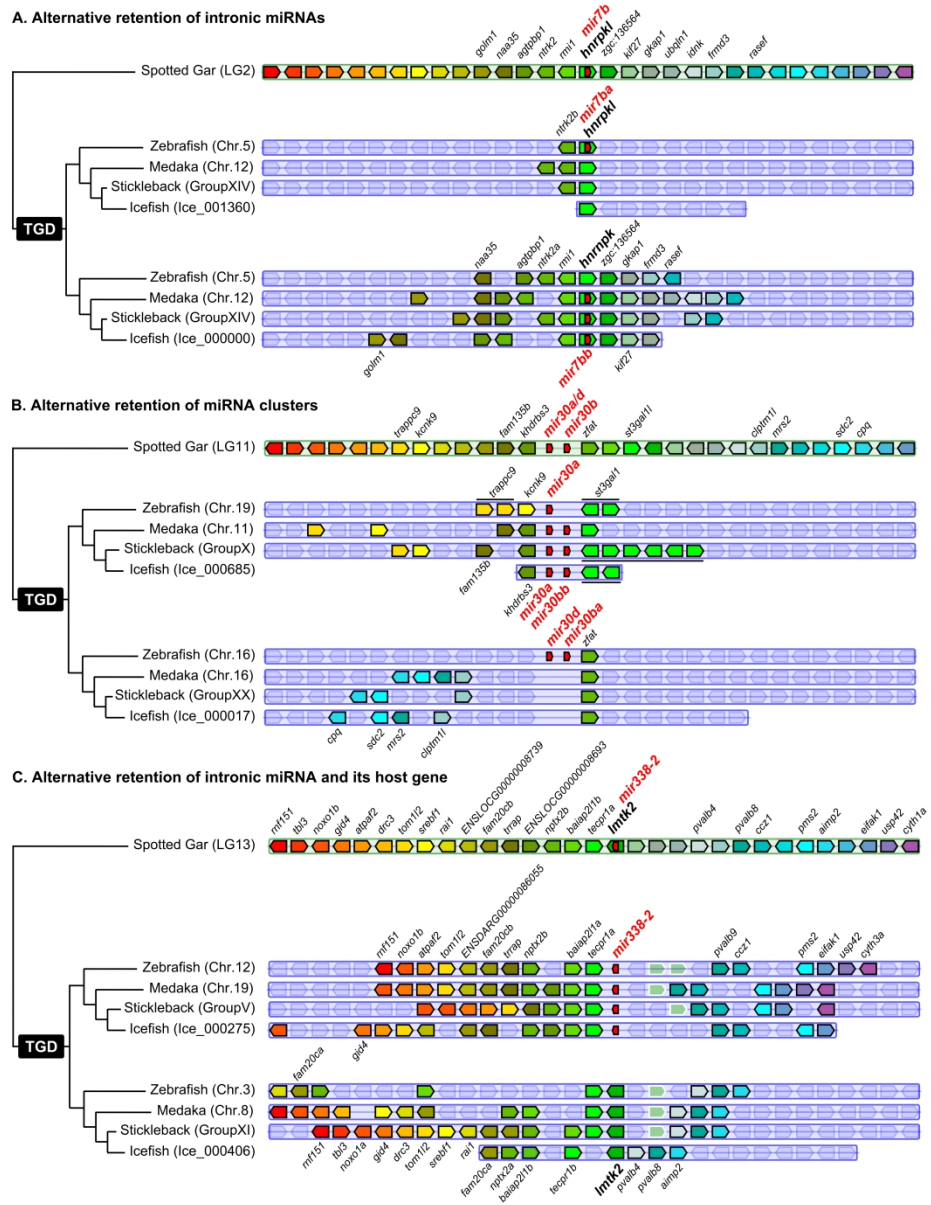 A. Alternative retention of intronic miRNAs
golm1
naa35
agtpbp1
ntrk2
rmi1
mir7b
hnrpkl
zgc:136564
kif27
gkap1
ubqln1
idnk
frmd3
rasef
Spotted Gar (LG2)
ntrk2b
mir7ba
hnrpkl
Zebrafish (Chr.5)
Medaka (Chr.12)
Stickleback (GroupXIV)
Icefish (Ice_001360)
TGD
naa35
agtpbp1
ntrk2a
rmi1
hnrnpk
zgc:136564
gkap1
frmd3
rasef
Zebrafish (Chr.5)
Medaka (Chr.12)
Stickleback (GroupXIV)
Icefish (Ice_000000)
golm1
mir7bb
kif27
B. Alternative retention of miRNA clusters
trappc9
kcnk9
fam135b
khdrbs3
mir30a/d
mir30b
zfat
st3gal1l
clptm1l
mrs2
sdc2
cpq
Spotted Gar (LG11)
trappc9
kcnk9
mir30a
st3gal1
Zebrafish (Chr.19)
Medaka (Chr.11)
Stickleback (GroupX)
Icefish (Ice_000685)
fam135b
khdrbs3
mir30a
mir30bb
TGD
mir30d
mir30ba
zfat
Zebrafish (Chr.16)
Medaka (Chr.16)
Stickleback (GroupXX)
Icefish (Ice_000017)
cpq
sdc2
mrs2
clptm1l
C. Alternative retention of intronic miRNA and its host gene
rnf151
tbl3
noxo1b
gid4
atpaf2
drc3
tom1l2
srebf1
rai1
ENSLOCG00000008739
fam20cb
trrap
ENSLOCG00000008693
nptx2b
baiap2l1b
tecpr1a
lmtk2
mir338-2
pvalb4
pvalb8
ccz1
pms2
aimp2
eifak1
usp42
cyth1a
Spotted Gar (LG13)
rnf151
noxo1b
atpaf2
tom1l2
ENSDARG00000086055
fam20cb
trrap
nptx2b
baiap2l1a
tecpr1a
mir338-2
pvalb9
ccz1
pms2
eifak1
usp42
cyth3a
Zebrafish (Chr.12)
Medaka (Chr.19)
Stickleback (GroupV)
Icefish (Ice_000275)
TGD
fam20ca
gid4
Zebrafish (Chr.3)
Medaka (Chr.8)
Stickleback (GroupXI)
Icefish (Ice_000406)
rnf151
tbl3
noxo1a
gid4
drc3
tom1l2
srebf1
rai1
fam20ca
nptx2a
baiap2l1b
tecpr1b
lmtk2
pvalb4
pvalb8
aimp2